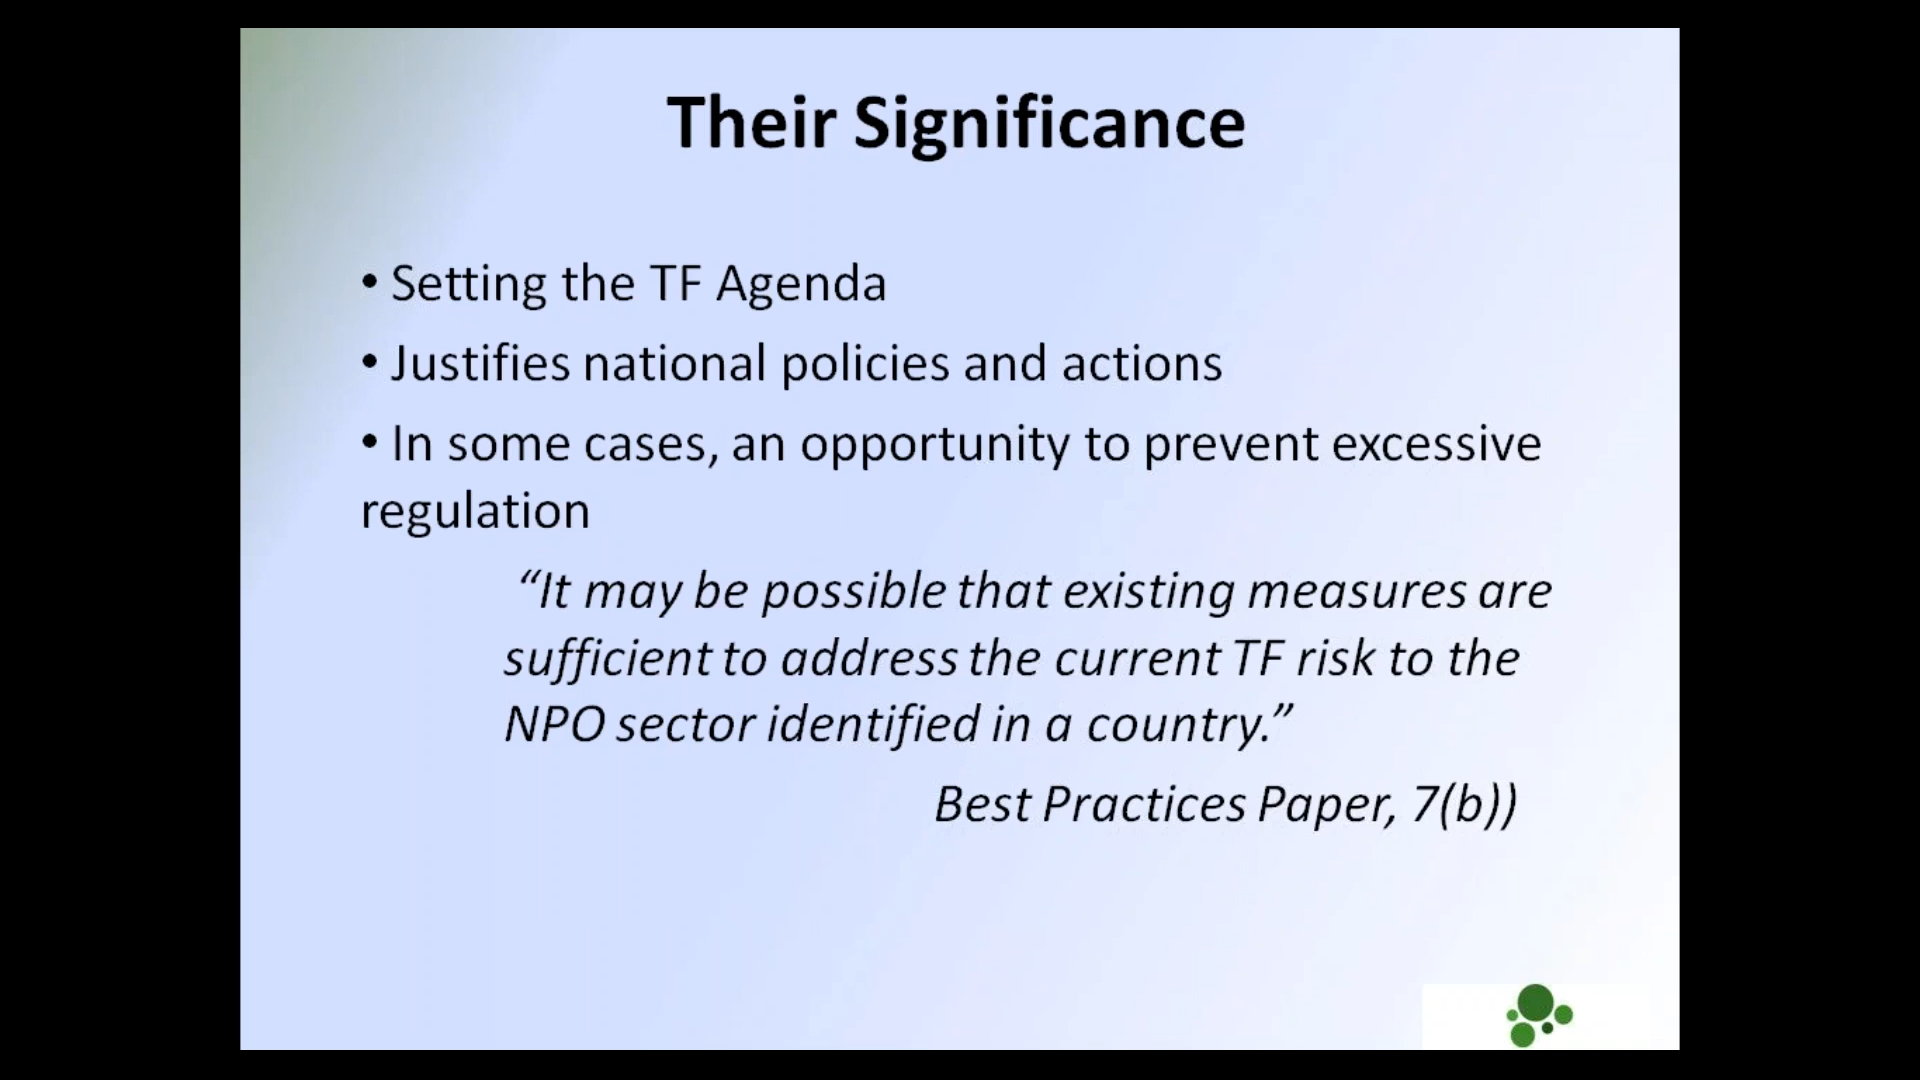 Their Significance
• Setting the TF Agenda
• Justifies national policies and actions
• In some cases, an opportunity to prevent excessive
regulation
“It may be possible that existing measures are
sufficient to address the current TF risk to the
NPO sector identified in a country.”
Best Practices Paper, 7(b))